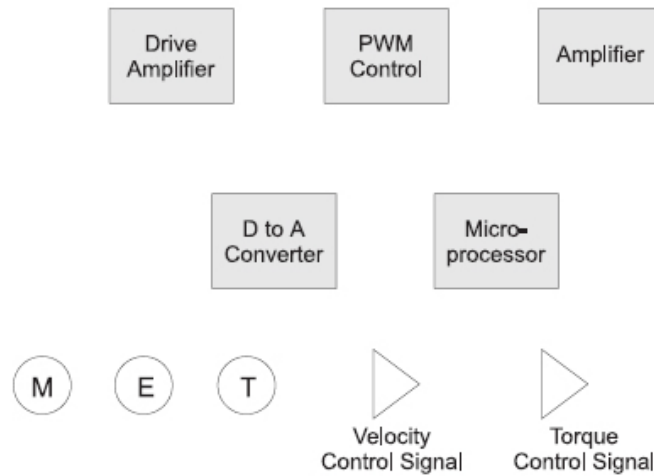 Drive
Amplifier
PWM
Control
Amplifier
D to A
Converter
Micro-
processor
M
E
T
Velocity
Control Signal
Torque
Control Signal